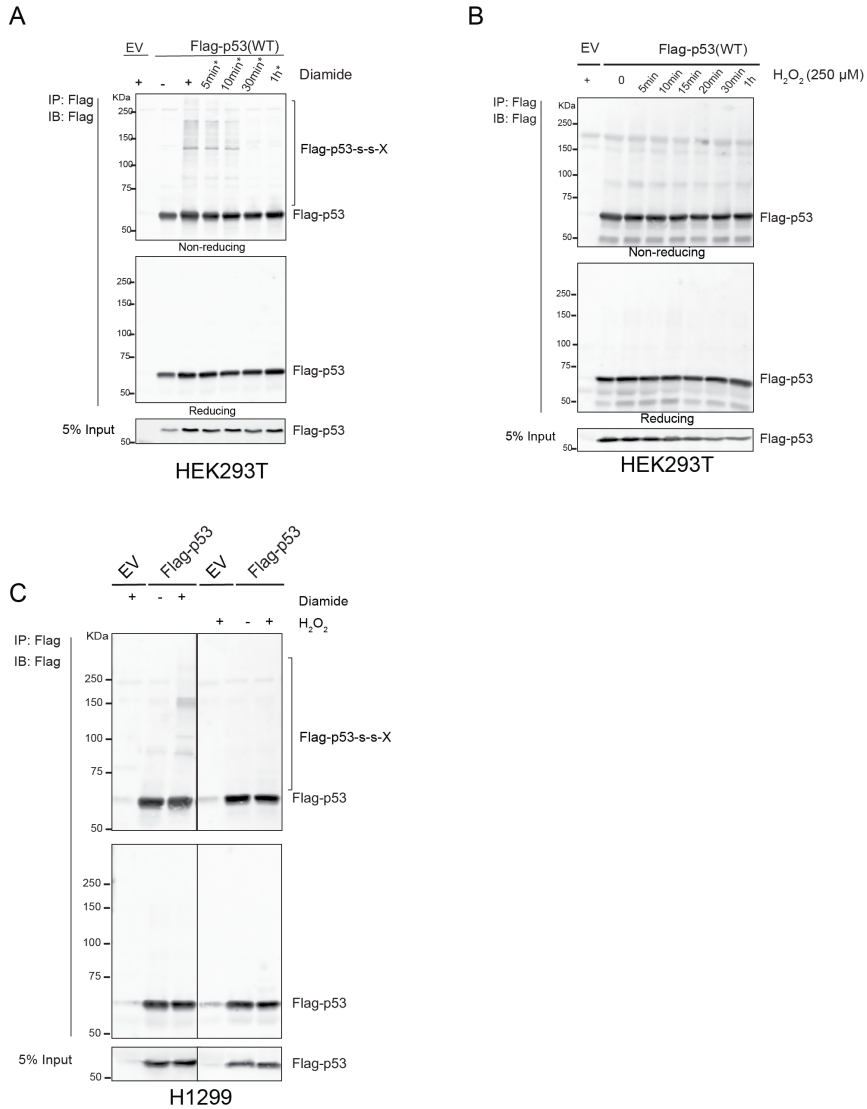 A
EV
Flag-p53(WT)
+ - + 5min* 10min* 30min* 1h* Diamide
IP: Flag
IB: Flag
KDa
250
150
100
75
50
Flag-p53-s-s-X
Flag-p53
Non-reducing
250
150
100
75
50
Flag-p53
Reducing
5% Input
50
Flag-p53
HEK293T
B
EV
Flag-p53(WT)
+ 0 5min 10min 15min 20min 30min 1h H2O2 (250 µM)
IP: Flag
IB: Flag
KDa
250
150
100
75
50
Flag-p53
Non-reducing
250
150
100
75
50
Flag-p53
Reducing
5% Input
50
Flag-p53
HEK293T
C
EV Flag-p53 EV Flag-p53
+ - + Diamide
+ - + H2O2
IP: Flag
IB: Flag
KDa
250
150
100
75
50
Flag-p53-s-s-X
Flag-p53
250
150
100
75
50
Flag-p53
5% Input
50
Flag-p53
H1299